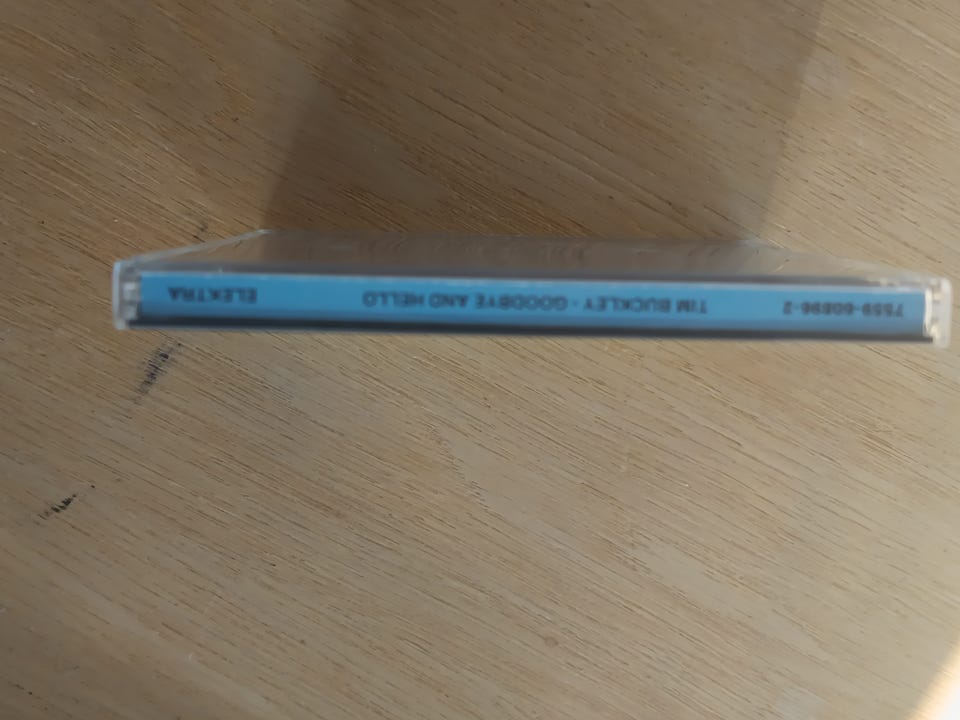 7559-60896-2 TIM BUCKLEY · GOODBYE AND HELLO ELEKTRA